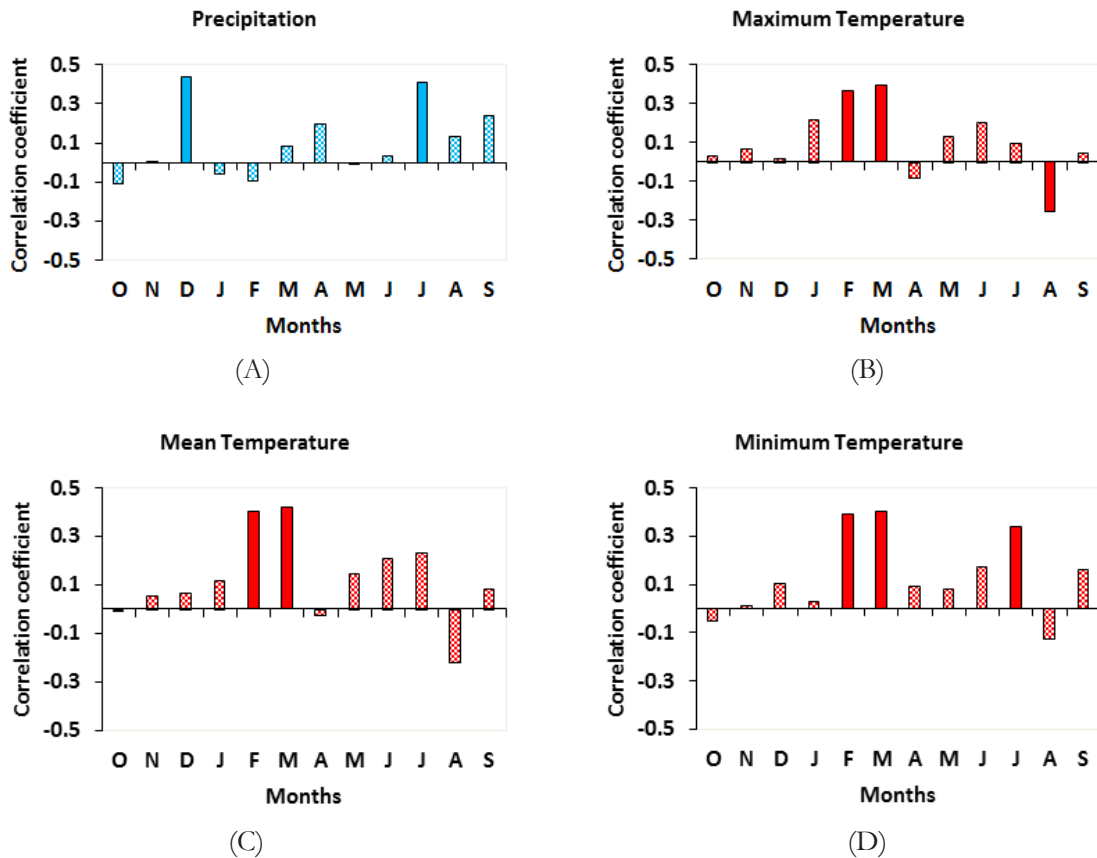 Precipitation
Correlation coefficient
0.5
0.3
0.1
-0.1
-0.3
-0.5
O N D J F M A M J J A S
Months
(A)
Maximum Temperature
Correlation coefficient
0.5
0.3
0.1
-0.1
-0.3
-0.5
O N D J F M A M J J A S
Months
(B)
Mean Temperature
Correlation coefficient
0.5
0.3
0.1
-0.1
-0.3
-0.5
O N D J F M A M J J A S
Months
(C)
Minimum Temperature
Correlation coefficient
0.5
0.3
0.1
-0.1
-0.3
-0.5
O N D J F M A M J J A S
Months
(D)